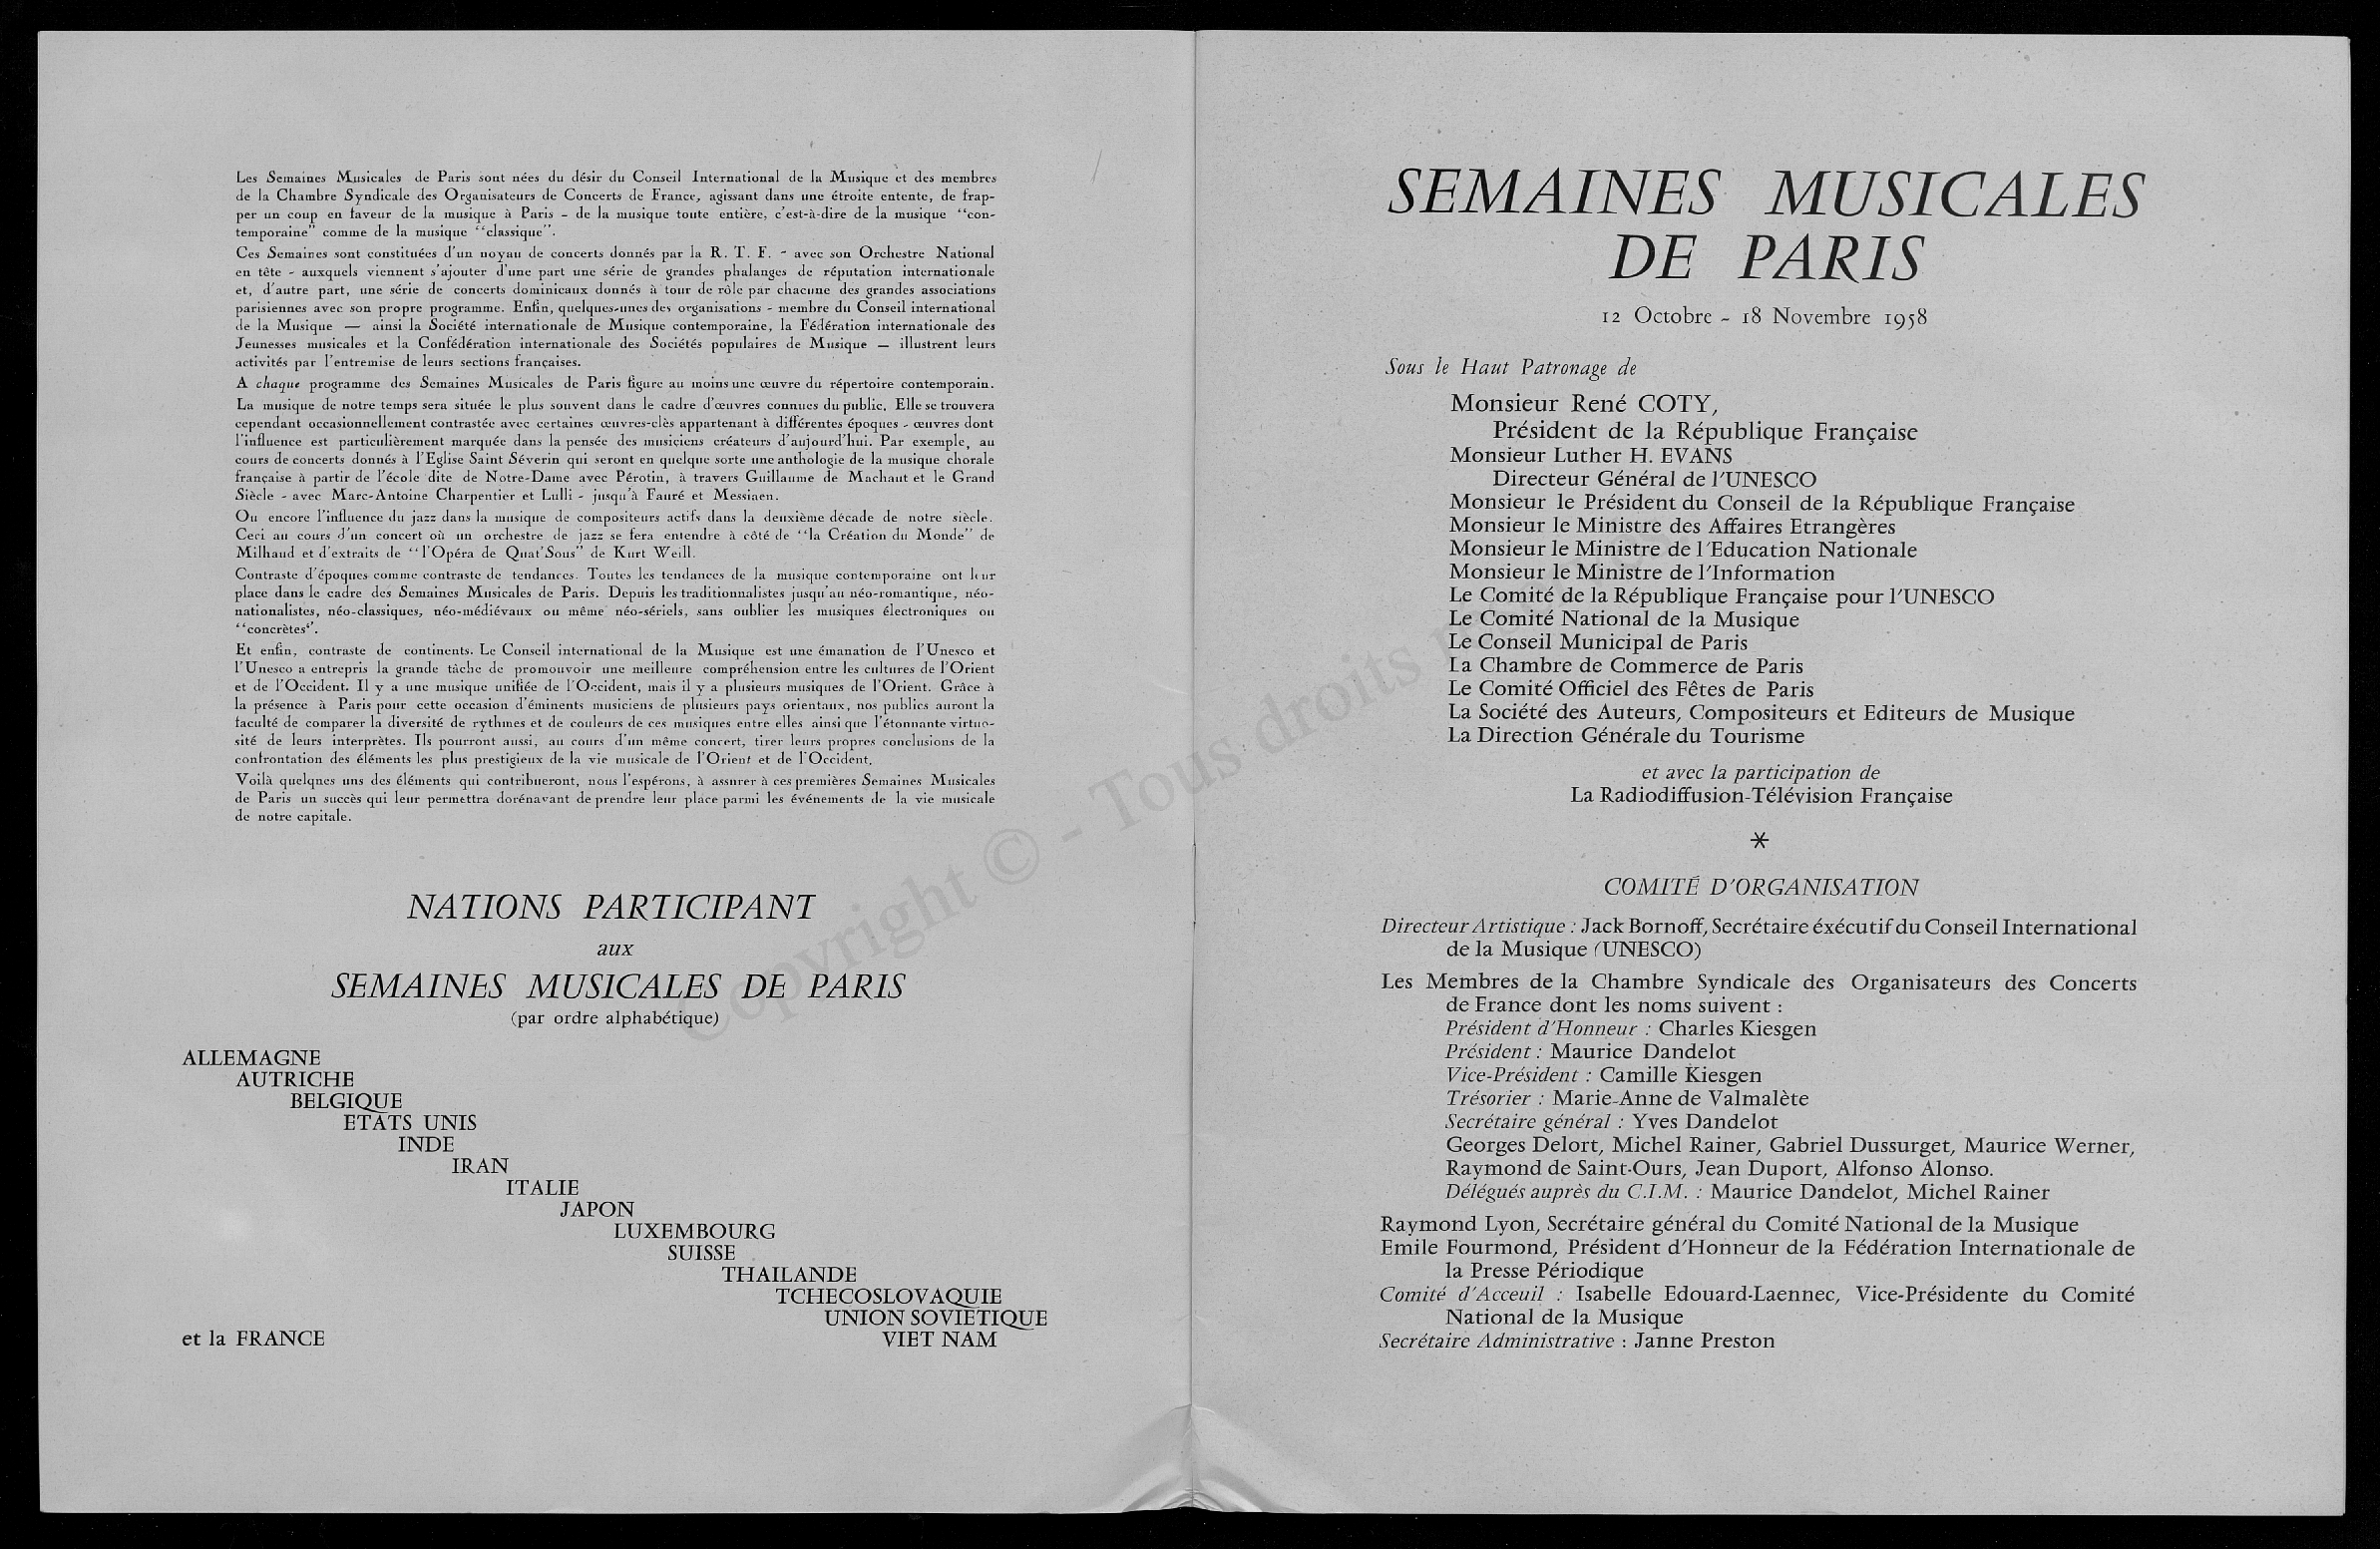 Les Semaines Musicales de Paris sont nées du désir du Conseil International de la Musique et des membres
de la Chambre Syndicale des Organisateurs de Concerts de France, agissant dans une étroite entente, de frap-
per un coup en faveur de la musique à Paris - de la musique toute entière, c'est-à-dire de la musique “con-
temporaine” comme de la musique “classique”.
Ces Semaines sont constituées d'un noyau de concerts donnés par la R. T. F. - avec son Orchestre National
en tête - auxquels viennent s'ajouter d'une part une série de grandes phalanges de réputation internationale
et, d'autre part, une série de concerts dominicaux donnés à tour de rôle par chacune des grandes associations
parisiennes avec son propre programme. Enfin, quelques-unes des organisations - membre du Conseil international
de la Musique — ainsi la Société internationale de Musique contemporaine, la Fédération internationale des
Jeunesses musicales et la Confédération internationale des Sociétés populaires de Musique — illustrent leurs
activités par l'entremise de leurs sections françaises.
A chaque programme des Semaines Musicales de Paris figure au moins une œuvre du répertoire contemporain.
La musique de notre temps sera située le plus souvent dans le cadre d'œuvres connues du public. Elle se trouvera
cependant occasionnellement contrastée avec certaines œuvres-clès appartenant à différentes époques - œuvres dont
l'influence est particulièrement marquée dans la pensée des musiciens créateurs d'aujourd'hui. Par exemple, au
cours de concerts donnés à l'Eglise Saint Séverin qui seront en quelque sorte une anthologie de la musique chorale
française à partir de l'école dite de Notre-Dame avec Pérotin, à travers Guillaume de Machaut et le Grand
Siècle - avec Marc-Antoine Charpentier et Lulli - jusqu'à Fauré et Messiaen.
Ou encore l'influence du jazz dans la musique de compositeurs actifs dans la deuxième décade de notre siècle.
Ceci au cours d'un concert où un orchestre de jazz se fera entendre à côté de “la Création du Monde” de
Milhaud et d'extraits de “l'Opéra de Quat'Sous” de Kurt Weill.
Contraste d'époques comme contraste de tendances. Toutes les tendances de la musique contemporaine ont leur
place dans le cadre des Semaines Musicales de Paris. Depuis les traditionnalistes jusqu'au néo-romantique, néo-
nationalistes, néo-classiques, néo-médiévaux ou même néo-sériels, sans oublier les musiques électroniques ou
“concrètes”.
Et enfin, contraste de continents. Le Conseil international de la Musique est une émanation de l'Unesco et
l'Unesco a entrepris la grande tâche de promouvoir une meilleure compréhension entre les cultures de l'Orient
et de l'Occident. Il y a une musique unifiée de l'Occident, mais il y a plusieurs musiques de l'Orient. Grâce à
la présence à Paris pour cette occasion d'éminents musiciens de plusieurs pays orientaux, nos publics auront la
faculté de comparer la diversité de rythmes et de couleurs de ces musiques entre elles ainsi que l'étonnante virtuo-
sité de leurs interprètes. Ils pourront aussi, au cours d'un même concert, tirer leurs propres conclusions de la
confrontation des éléments les plus prestigieux de la vie musicale de l'Orient et de l'Occident.
Voilà quelques uns des éléments qui contribueront, nous l'espérons, à assurer à ces premières Semaines Musicales
de Paris un succès qui leur permettra dorénavant de prendre leur place parmi les événements de la vie musicale
de notre capitale.
NATIONS PARTICIPANT
aux
SEMAINES MUSICALES DE PARIS
(par ordre alphabétique)
ALLEMAGNE
AUTRICHE
BELGIQUE
ETATS UNIS
INDE
IRAN
ITALIE
JAPON
LUXEMBOURG
SUISSE
THAILANDE
TCHECOSLOVAQUIE
UNION SOVIETIQUE
VIET NAM
et la FRANCE
SEMAINES MUSICALES
DE PARIS
12 Octobre - 18 Novembre 1958
Sous le Haut Patronage de
Monsieur René COTY,
Président de la République Française
Monsieur Luther H. EVANS
Directeur Général de l'UNESCO
Monsieur le Président du Conseil de la République Française
Monsieur le Ministre des Affaires Etrangères
Monsieur le Ministre de l'Education Nationale
Monsieur le Ministre de l'Information
Le Comité de la République Française pour l'UNESCO
Le Comité National de la Musique
Le Conseil Municipal de Paris
La Chambre de Commerce de Paris
Le Comité Officiel des Fêtes de Paris
La Société des Auteurs, Compositeurs et Editeurs de Musique
La Direction Générale du Tourisme
et avec la participation de
La Radiodiffusion-Télévision Française
*
COMITÉ D'ORGANISATION
Directeur Artistique : Jack Bornoff, Secrétaire éxécutif du Conseil International
de la Musique (UNESCO)
Les Membres de la Chambre Syndicale des Organisateurs des Concerts
de France dont les noms suivent :
Président d'Honneur : Charles Kiesgen
Président : Maurice Dandelot
Vice-Président : Camille Kiesgen
Trésorier : Marie-Anne de Valmalète
Secrétaire général : Yves Dandelot
Georges Delort, Michel Rainer, Gabriel Dussurget, Maurice Werner,
Raymond de Saint-Ours, Jean Duport, Alfonso Alonso.
Délégués auprès du C.I.M. : Maurice Dandelot, Michel Rainer
Raymond Lyon, Secrétaire général du Comité National de la Musique
Emile Fourmond, Président d'Honneur de la Fédération Internationale de
la Presse Périodique
Comité d'Acceuil : Isabelle Edouard-Laennec, Vice-Présidente du Comité
National de la Musique
Secrétaire Administrative : Janne Preston
Copyright © - Tous droits